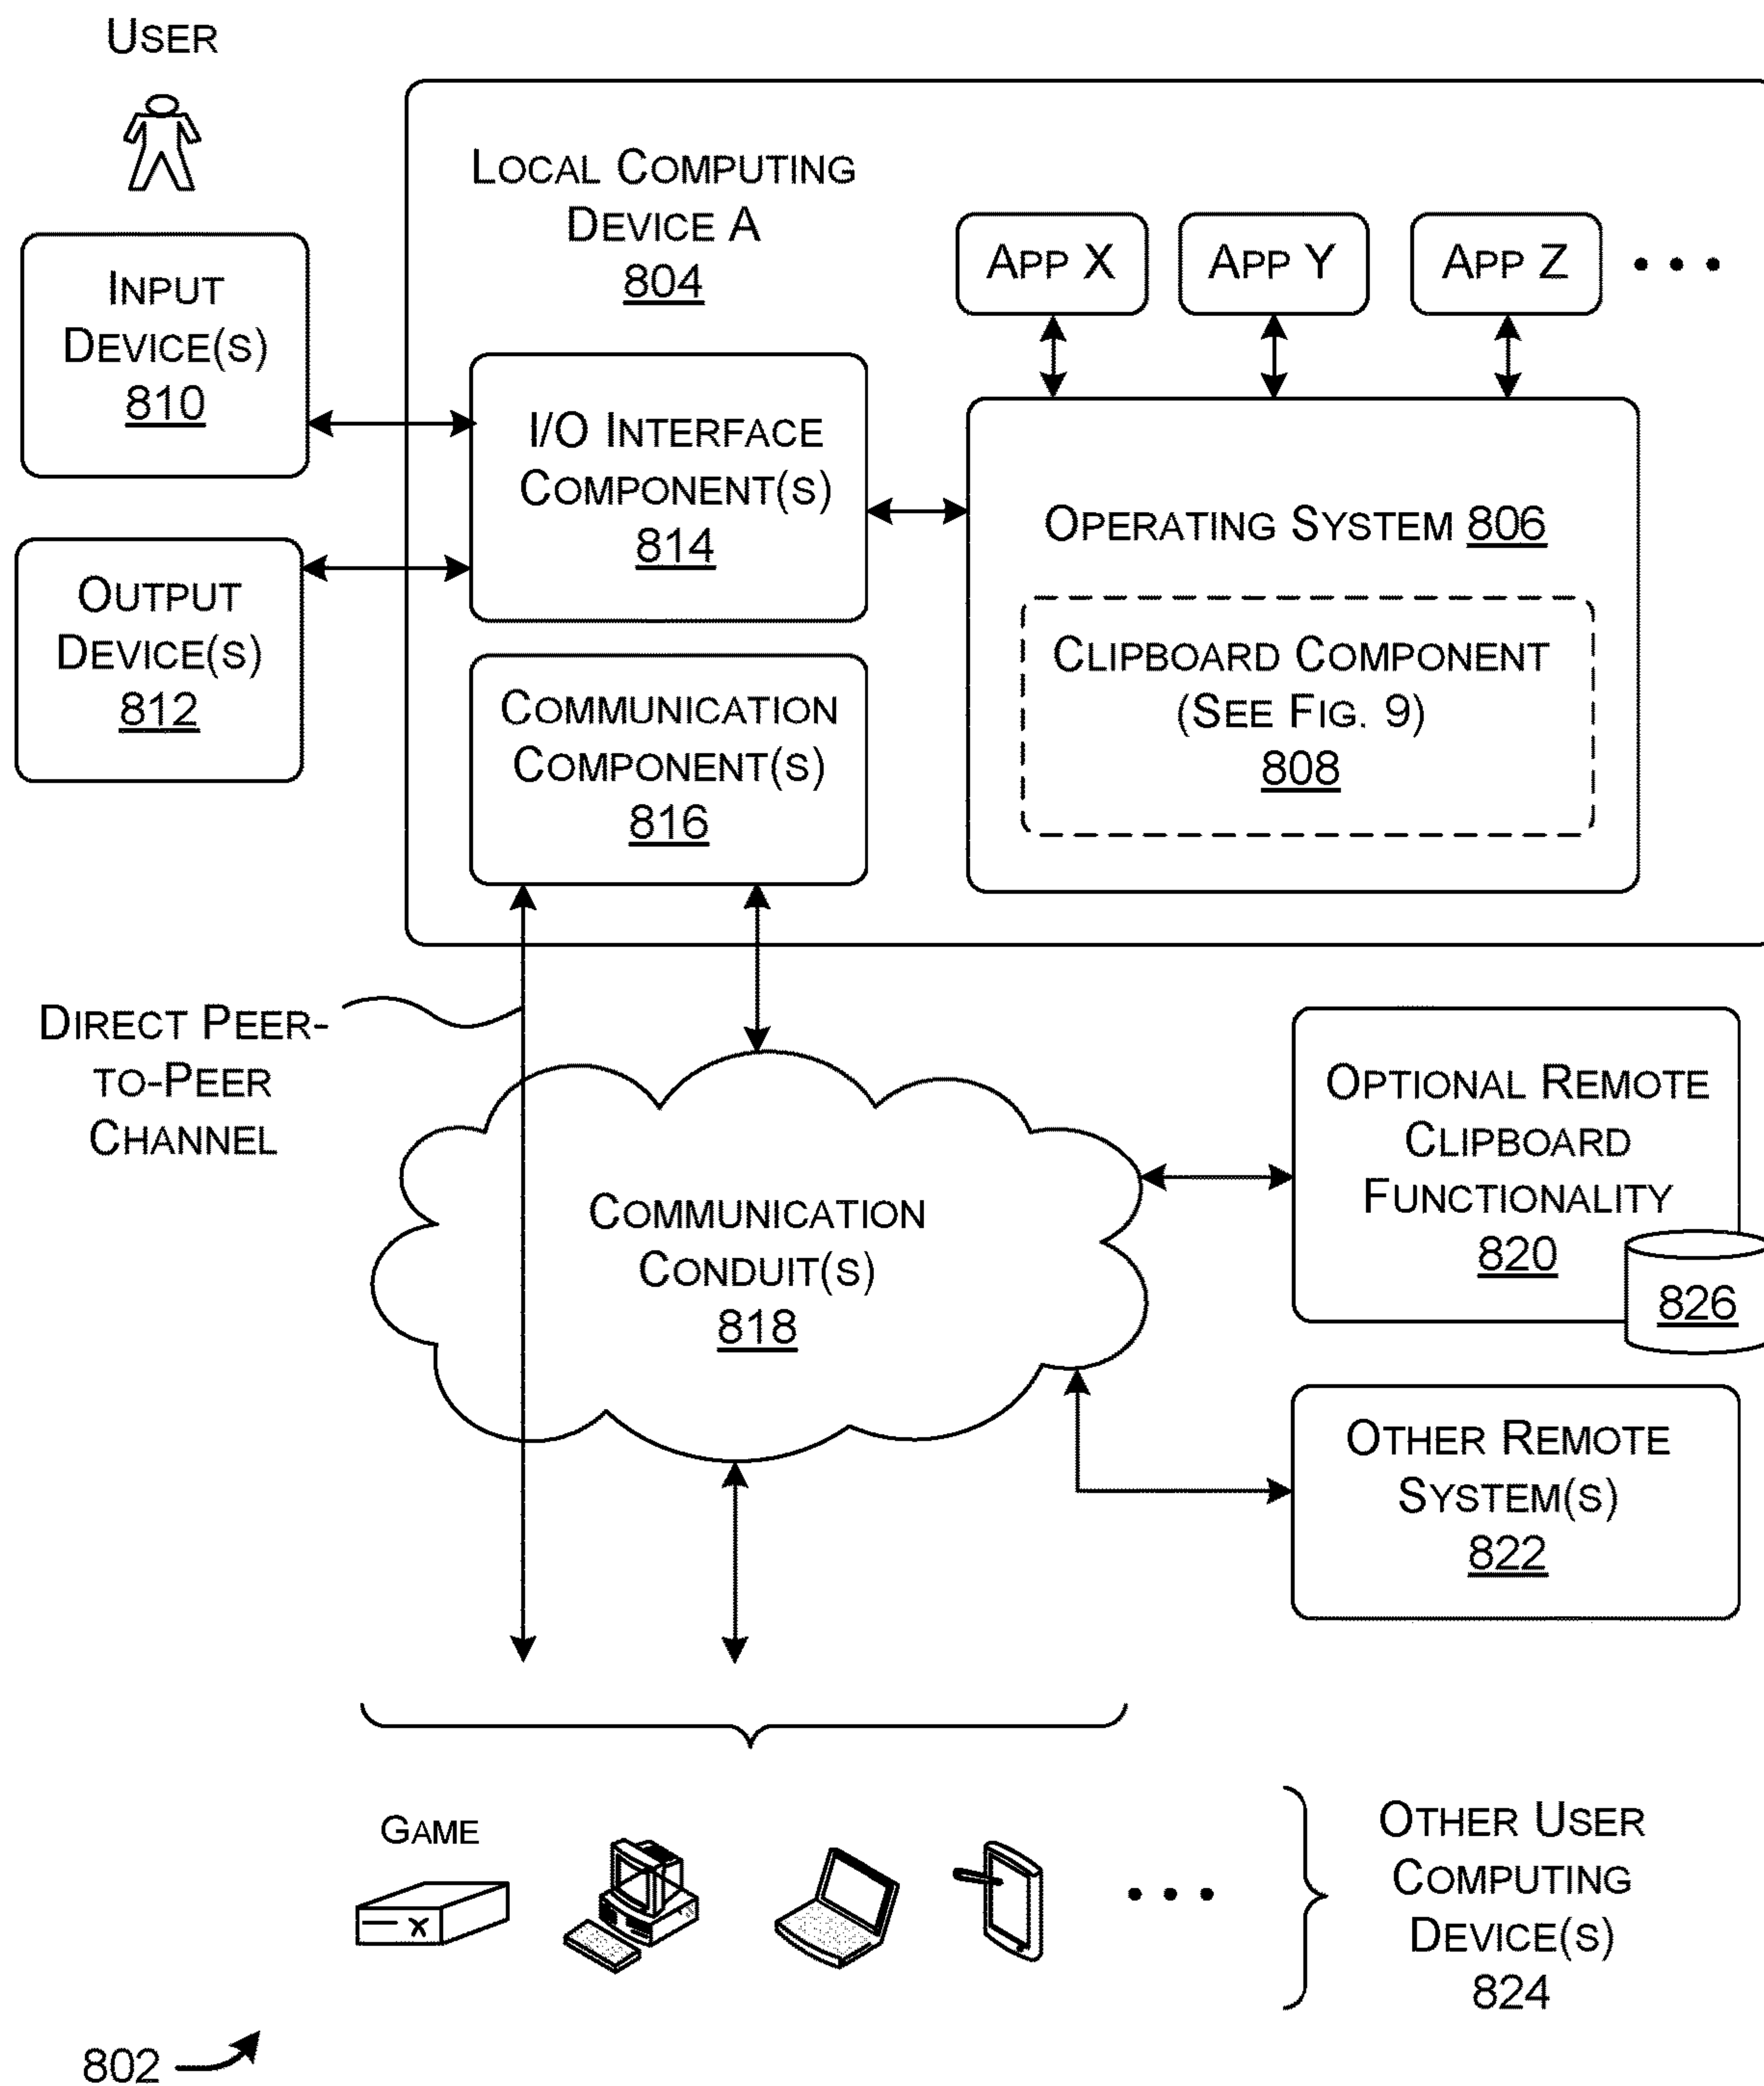 USER
LOCAL COMPUTING
DEVICE A
804
APP X
APP Y
APP Z
INPUT
DEVICE(S)
810
I/O INTERFACE
COMPONENT(S)
814
OPERATING SYSTEM 806
OUTPUT
DEVICE(S)
812
CLIPBOARD COMPONENT
(SEE FIG. 9)
808
COMMUNICATION
COMPONENT(S)
816
DIRECT PEER-
TO-PEER
CHANNEL
OPTIONAL REMOTE
CLIPBOARD
FUNCTIONALITY
820
826
COMMUNICATION
CONDUIT(S)
818
OTHER REMOTE
SYSTEM(S)
822
GAME
X
OTHER USER
COMPUTING
DEVICE(S)
824
802